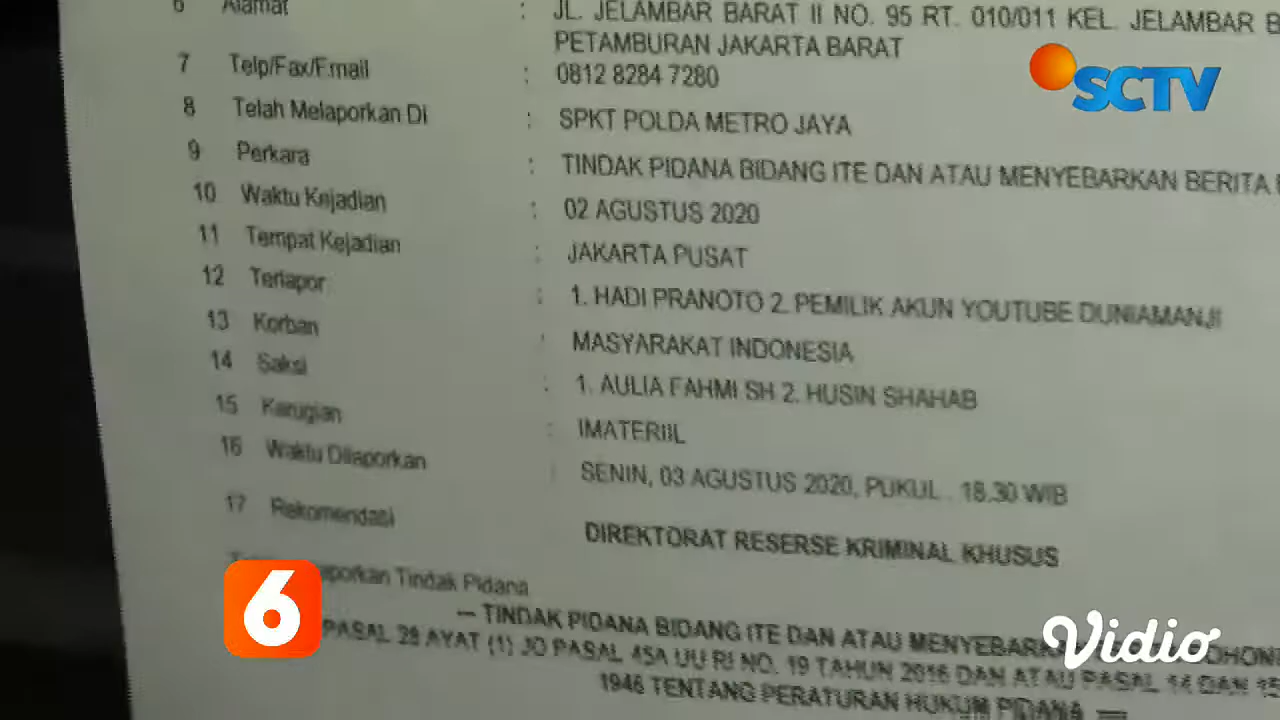 6 Alamat : JL. JELAMBAR BARAT II NO. 95 RT. 010/011 KEL. JELAMBAR B
PETAMBURAN JAKARTA BARAT
7 Telp/Fax/Email : 0812 8284 7280
8 Telah Melaporkan Di : SPKT POLDA METRO JAYA
9 Perkara : TINDAK PIDANA BIDANG ITE DAN ATAU MENYEBARKAN BERITA
10 Waktu Kejadian : 02 AGUSTUS 2020
11 Tempat Kejadian : JAKARTA PUSAT
12 Terlapor : 1. HADI PRANOTO 2. PEMILIK AKUN YOUTUBE DUNIAMANJI
13 Korban : MASYARAKAT INDONESIA
14 Saksi : 1. AULIA FAHMI SH 2. HUSIN SHAHAB
15 Kerugian : IMATERIIL
16 Waktu Dilaporkan : SENIN, 03 AGUSTUS 2020, PUKUL . 18.30 WIB
17 Rekomendasi
DIREKTORAT RESERSE KRIMINAL KHUSUS
aporkan Tindak Pidana
— TINDAK PIDANA BIDANG ITE DAN ATAU MENYEBARK
PASAL 28 AYAT (1) JO PASAL 45A UU RI NO. 19 TAHUN 2016 DAN ATAU PASAL 14 DAN 15
1946 TENTANG PERATURAN HUKUM PIDANA —
SCTV
6
Vidio